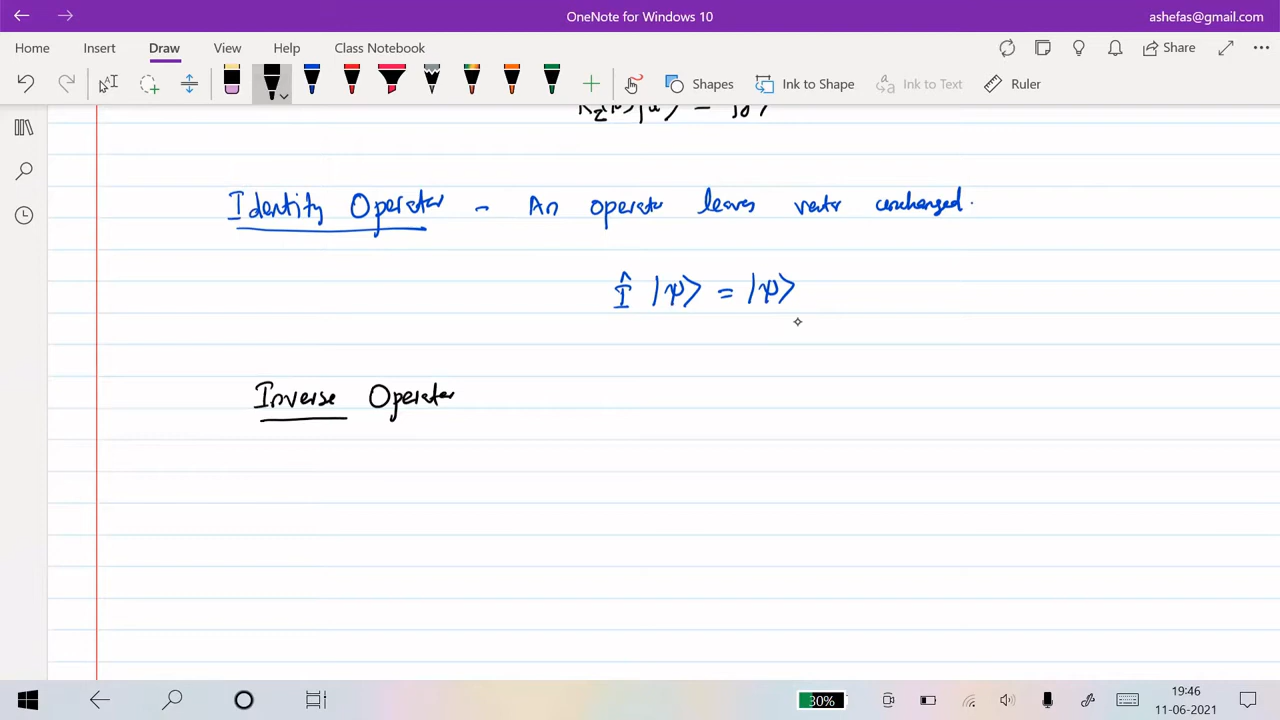 OneNote for Windows 10
ashefas@gmail.com
Home Insert Draw View Help Class Notebook Share
Shapes Ink to Shape Ink to Text Ruler
Identity Operator - An operator leaves vector unchanged.
Î |ψ⟩ = |ψ⟩
Inverse Operator
30%
19:46
11-06-2021